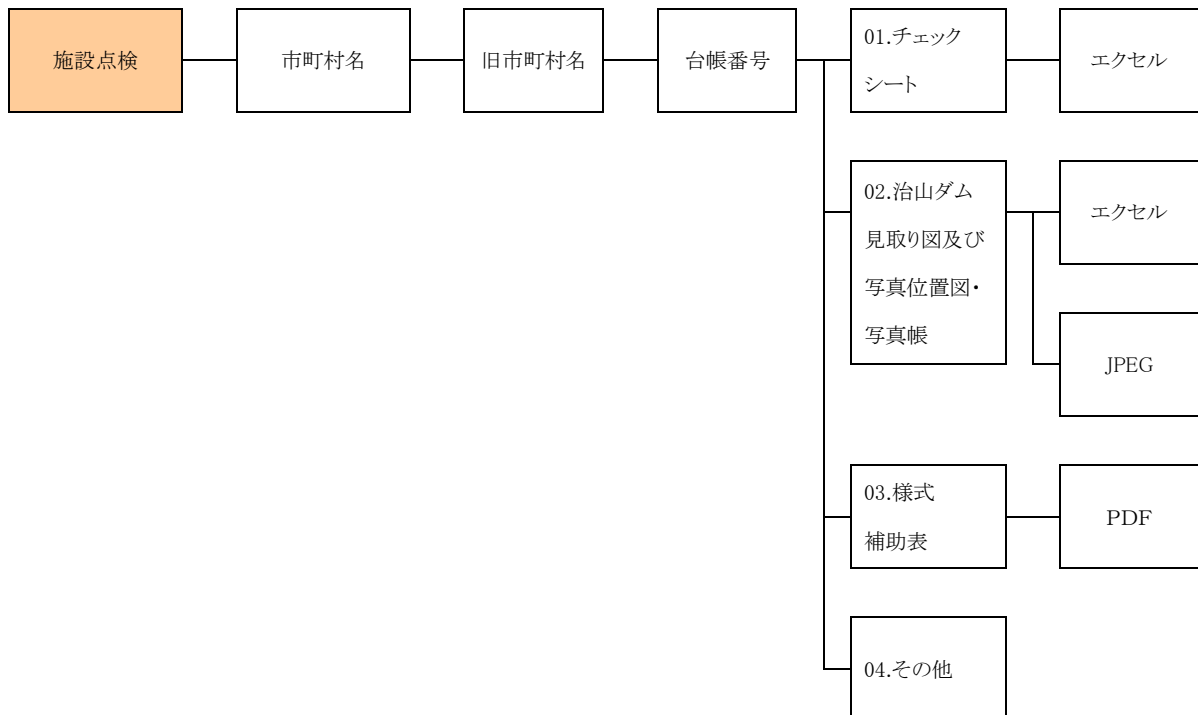 施設点検
市町村名
旧市町村名
台帳番号
01.チェック
シート
エクセル
02.治山ダム
見取り図及び
写真位置図・
写真帳
エクセル
JPEG
03.様式
補助表
PDF
04.その他